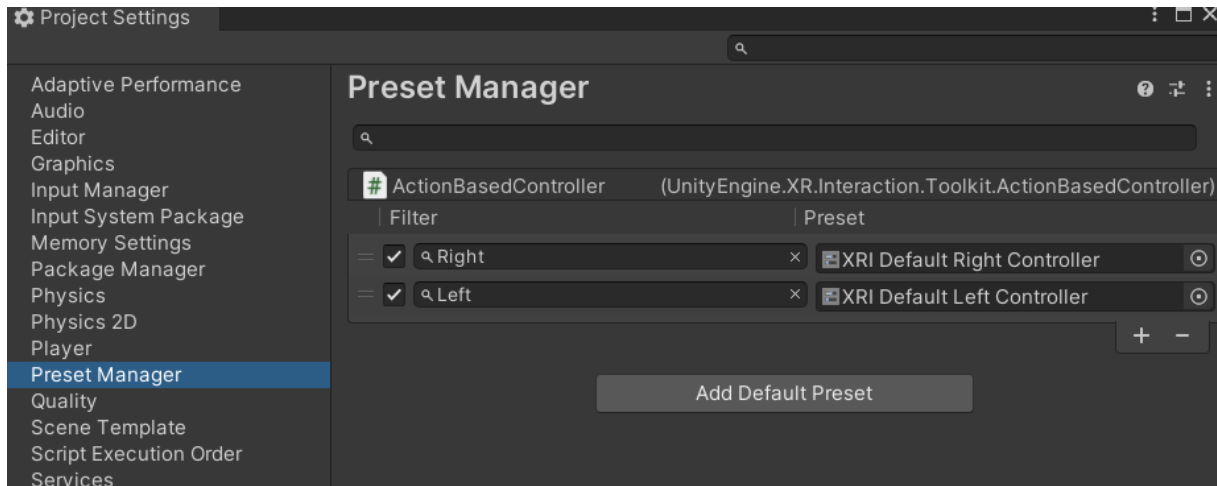 Project Settings
Adaptive Performance
Audio
Editor
Graphics
Input Manager
Input System Package
Memory Settings
Package Manager
Physics
Physics 2D
Player
Preset Manager
Quality
Scene Template
Script Execution Order
Services
Preset Manager
# ActionBasedController (UnityEngine.XR.Interaction.Toolkit.ActionBasedController)
Filter Preset
Right XRI Default Right Controller
Left XRI Default Left Controller
Add Default Preset